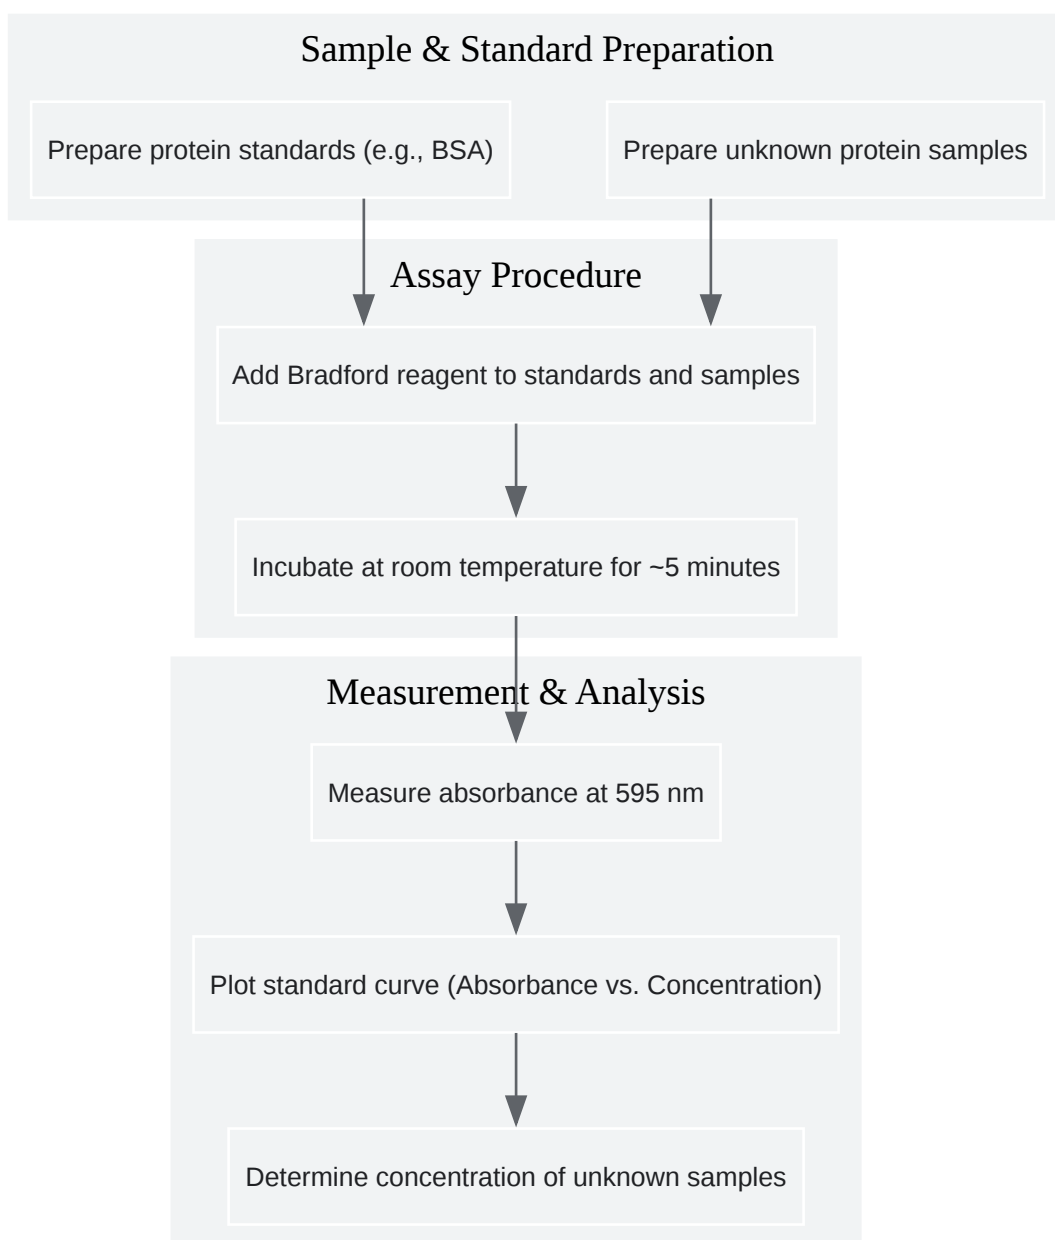 Sample & Standard Preparation
Prepare protein standards (e.g., BSA)
Prepare unknown protein samples
Assay Procedure
Add Bradford reagent to standards and samples
Incubate at room temperature for ~5 minutes
Measurement & Analysis
Measure absorbance at 595 nm
Plot standard curve (Absorbance vs. Concentration)
Determine concentration of unknown samples